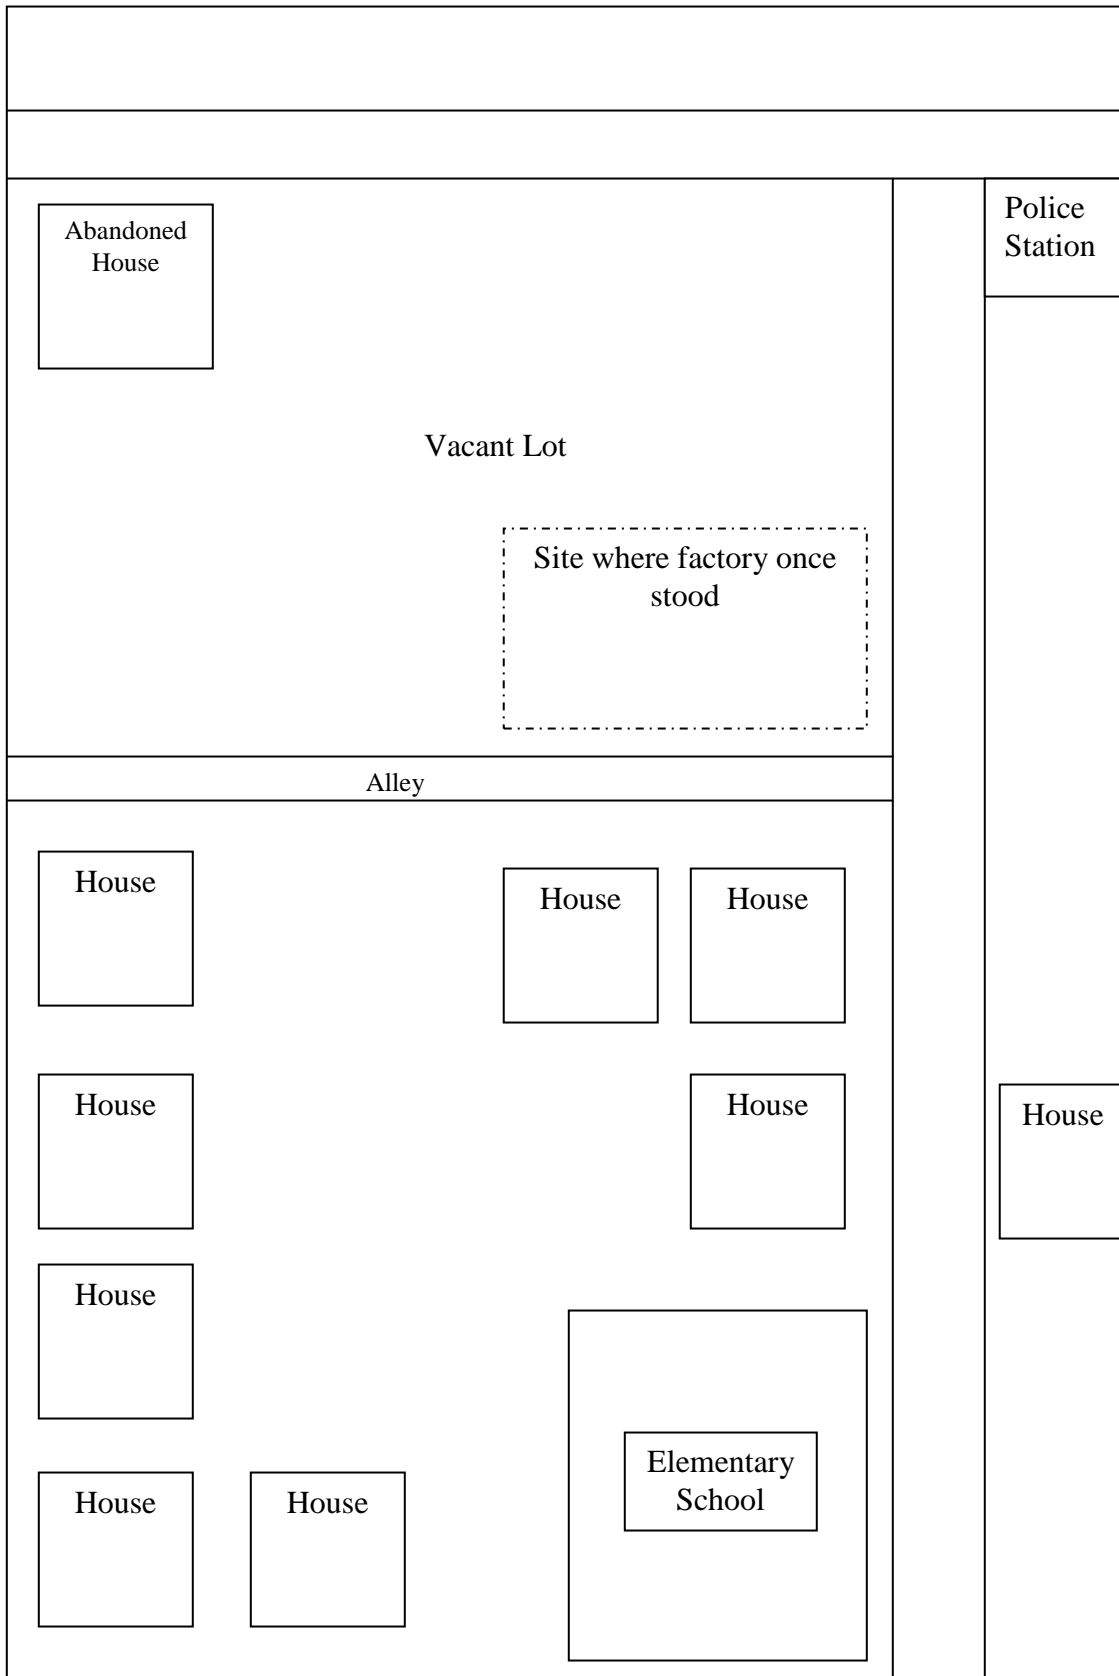 Abandoned
House
Police
Station
Vacant Lot
Site where factory once
stood
Alley
House
House
House
House
House
House
House
Elementary
School
House
House